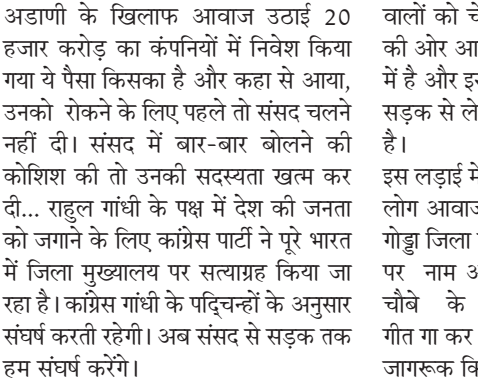 अडाणी के खिलाफ आवाज उठाई 20
हजार करोड़ का कंपनियों में निवेश किया
गया ये पैसा किसका है और कहा से आया,
उनको रोकने के लिए पहले तो संसद चलने
नहीं दी। संसद में बार-बार बोलने की
कोशिश की तो उनकी सदस्यता खत्म कर
दी... राहुल गांधी के पक्ष में देश की जनता
को जगाने के लिए कांग्रेस पार्टी ने पूरे भारत
में जिला मुख्यालय पर सत्याग्रह किया जा
रहा है। कांग्रेस गांधी के पद्चिन्हों के अनुसार
संघर्ष करती रहेगी। अब संसद से सड़क तक
हम संघर्ष करेंगे।
वालों को
की ओर
में है और
सड़क से
है।
इस लड़ाई
लोग
गोड्डा जिला
पर नाम
चौबे के
गीत गा कर
जागरूक